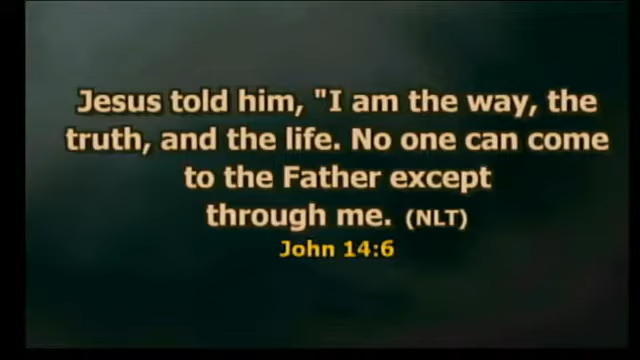 Jesus told him, "I am the way, the
truth, and the life. No one can come
to the Father except
through me. (NLT)
John 14:6